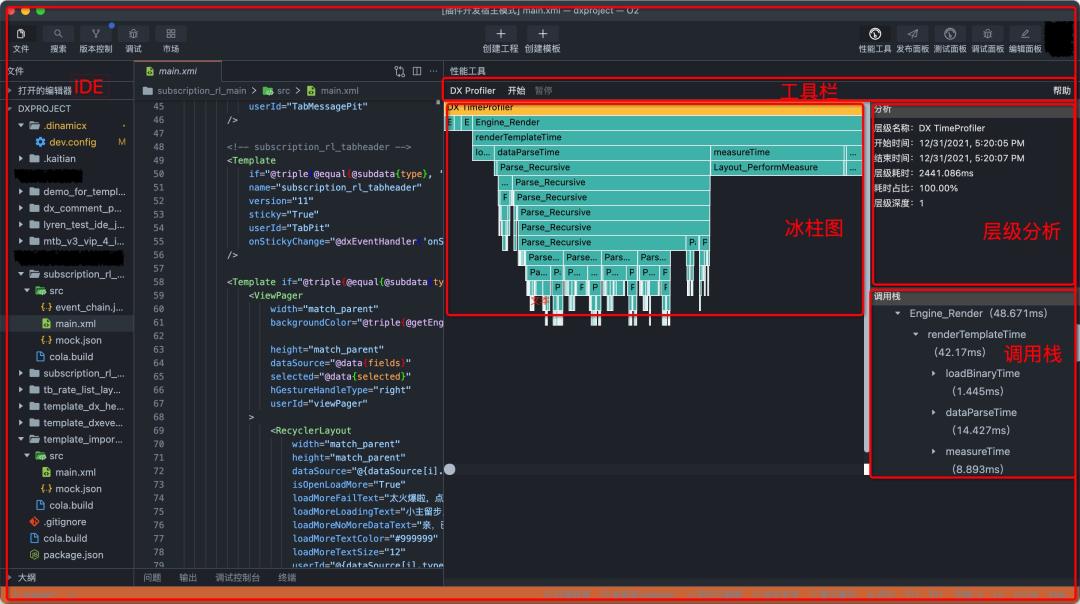 [插件开发宿主模式] main.xml — dxproject — O2
文件 搜索 版本控制 调试 市场
创建工程 创建模板
性能工具 发布面板 测试面板 调试面板 编辑面板
文件
打开的编辑器
IDE
DXPROJECT
.dinamicx
dev.config M
.kaitian
demo_for_templ...
dx_comment_p...
lyren_test_ide_j...
mtb_v3_vip_4_j...
subscription_rl_...
src
event_chain.j...
main.xml
mock.json
cola.build
subscription_rl_...
tb_rate_list_lay...
template_dx_he...
template_dxeve...
template_impor...
src
main.xml
mock.json
cola.build
.gitignore
cola.build
package.json
大纲
main.xml
subscription_rl_main > src > main.xml
45 userId="TabMessagePit"
46 />
47
48 <!-- subscription_rl_tabheader -->
49 <Template
50 if="@triple{@equal{@subdata{type}, '
51 name="subscription_rl_tabheader"
52 version="11"
53 sticky="True"
54 userId="TabPit"
55 onStickyChange="@dxEventHandler{'onS
56 />
57
58 <Template if="@triple{@equal{@subdata{ty
59 <ViewPager
60 width="match_parent"
61 backgroundColor="@triple{@getEng
62
63 height="match_parent"
64 dataSource="@data{fields}"
65 selected="@data{selected}"
66 hGestureHandleType="right"
67 userId="viewPager"
68 >
69 <RecyclerLayout
70 width="match_parent"
71 height="match_parent"
72 dataSource="@{dataSource[i].
73 isOpenLoadMore="True"
74 loadMoreFailText="太火爆啦，点
75 loadMoreLoadingText="小主留步
76 loadMoreNoMoreDataText="亲，已
77 loadMoreTextColor="#999999"
78 loadMoreTextSize="12"
79 userId="@{dataSource[i].type
问题 输出 调试控制台 终端
性能工具
DX Profiler 开始 暂停 工具栏 帮助
DX TimeProfiler
E E Engine_Render
renderTemplateTime
lo... dataParseTime measureTime ...
Parse_Recursive Layout_PerformMeasure ...
... Parse_Recursive
F Parse_Recursive
Parse_Recursive
Parse_Recursive
Parse_Recursive P. F
Parse... Parse... Pars... Pars...
Pa... P. P... ... P... P P... F
P F P F P F
冰柱图
分析
层级名称：DX TimeProfiler
开始时间：12/31/2021, 5:20:05 PM
结束时间：12/31/2021, 5:20:07 PM
层级耗时：2441.086ms
耗时占比：100.00%
层级深度：1
层级分析
调用栈
Engine_Render (48.671ms)
renderTemplateTime
(42.17ms)
调用栈
loadBinaryTime
(1.445ms)
dataParseTime
(14.427ms)
measureTime
(8.893ms)